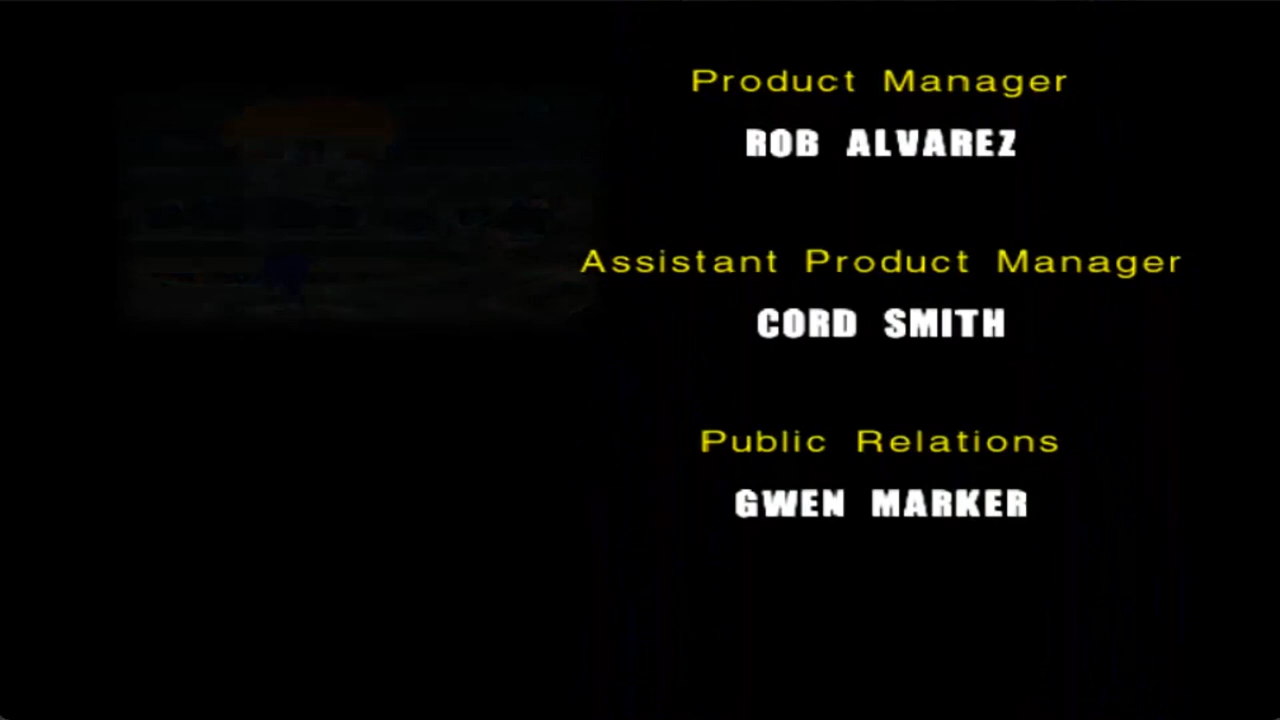 Product Manager
ROB ALVAREZ
Assistant Product Manager
CORD SMITH
Public Relations
GWEN MARKER